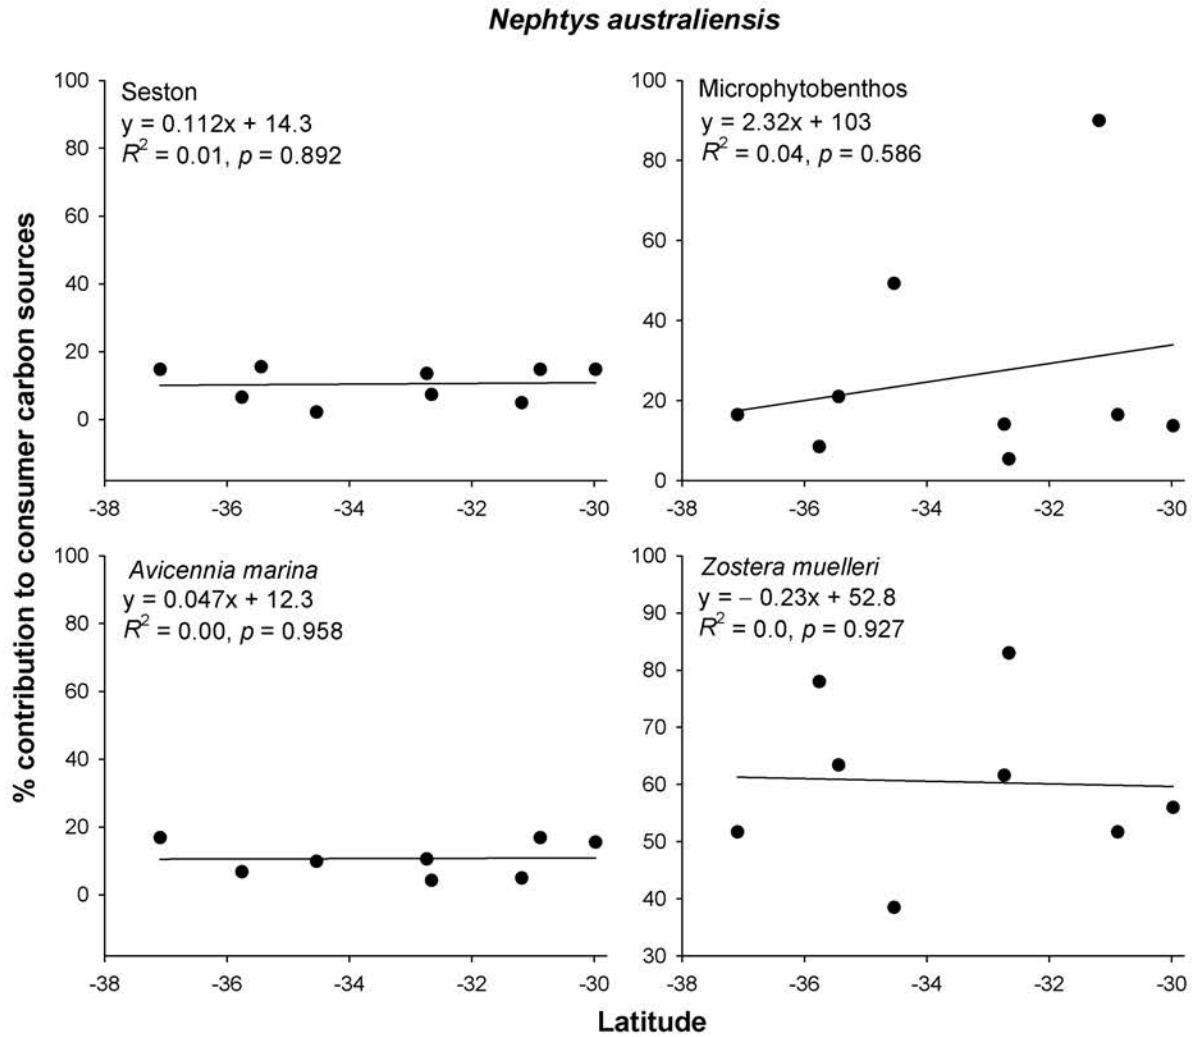 Nephtys australiensis
% contribution to consumer carbon sources
Seston
y = 0.112x + 14.3
R² = 0.01, p = 0.892
100
80
60
40
20
0
-38 -36 -34 -32 -30
Microphytobenthos
y = 2.32x + 103
R² = 0.04, p = 0.586
100
80
60
40
20
0
-38 -36 -34 -32 -30
Avicennia marina
y = 0.047x + 12.3
R² = 0.00, p = 0.958
100
80
60
40
20
0
-38 -36 -34 -32 -30
Zostera muelleri
y = – 0.23x + 52.8
R² = 0.0, p = 0.927
100
90
80
70
60
50
40
30
-38 -36 -34 -32 -30
Latitude